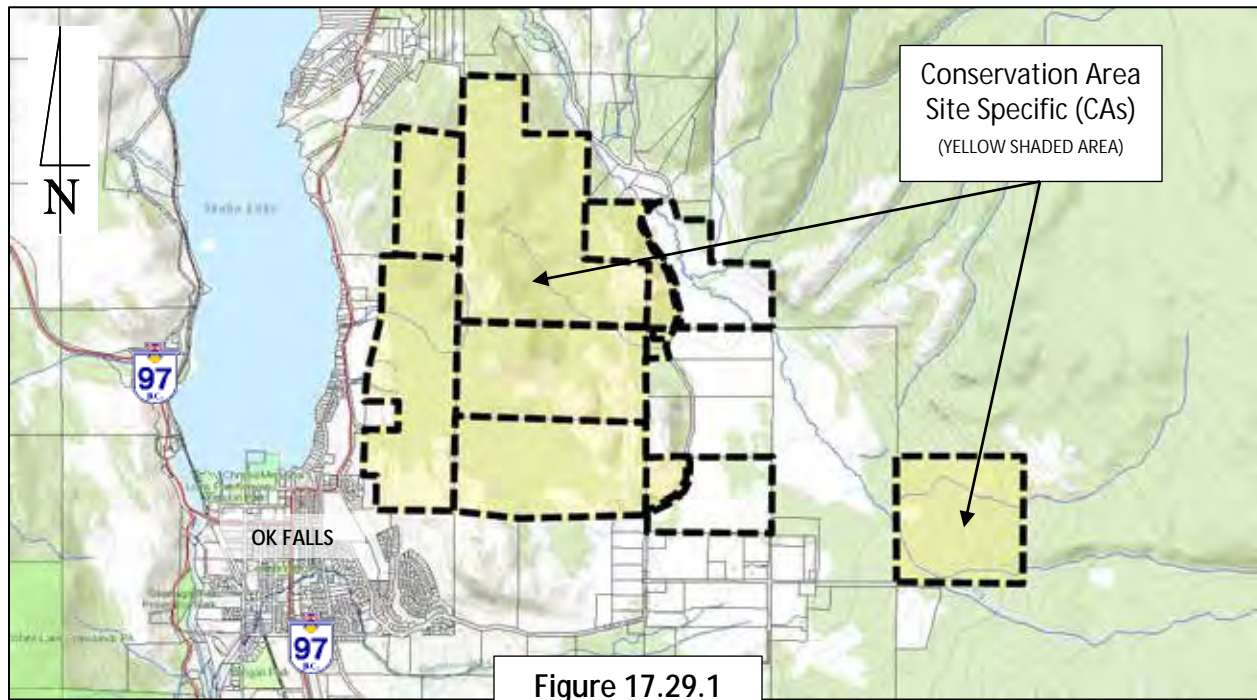 Conservation Area
Site Specific (CAs)
(YELLOW SHADED AREA)
N
97
B.C.
OK FALLS
97
B.C.
Figure 17.29.1